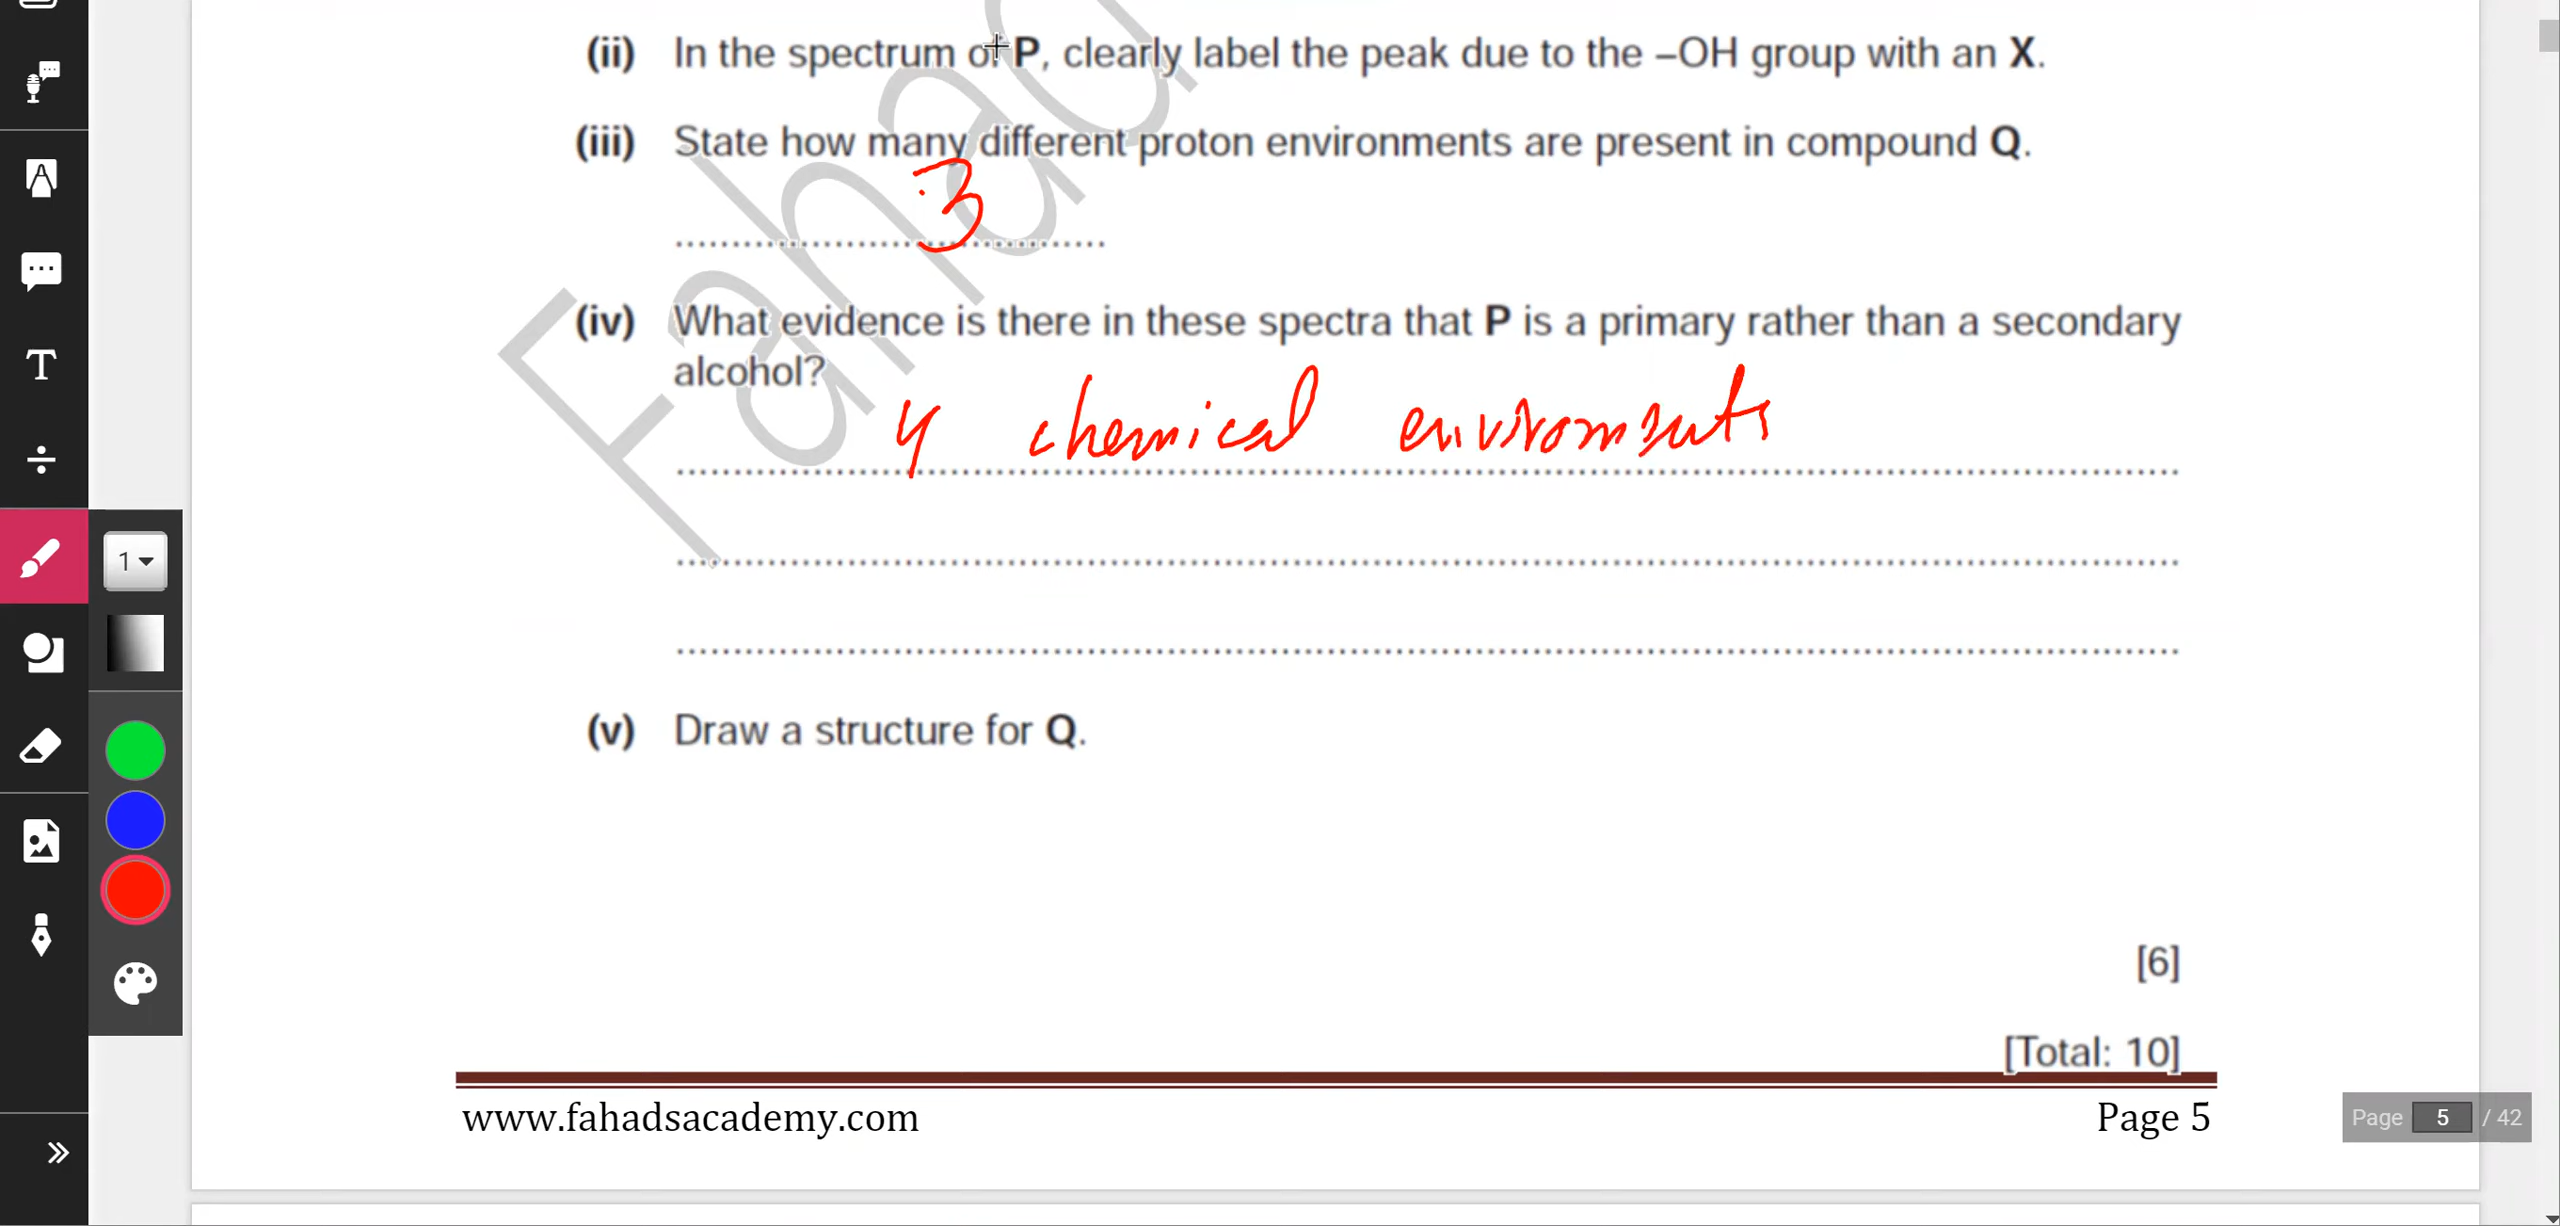 (ii) In the spectrum of P, clearly label the peak due to the –OH group with an X.
(iii) State how many different proton environments are present in compound Q.
3
(iv) What evidence is there in these spectra that P is a primary rather than a secondary
alcohol?
4 chemical environments
(v) Draw a structure for Q.
[6]
[Total: 10]
www.fahadsacademy.com
Page 5
Page 5 / 42
1
T
Fahad